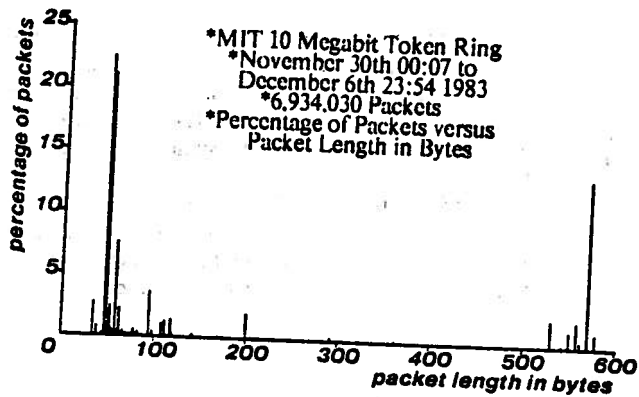 25
20
15
10
5
0
percentage of packets
*MIT 10 Megabit Token Ring
*November 30th 00:07 to
December 6th 23:54 1983
*6,934,030 Packets
*Percentage of Packets versus
Packet Length in Bytes
0 100 200 300 400 500 600
packet length in bytes